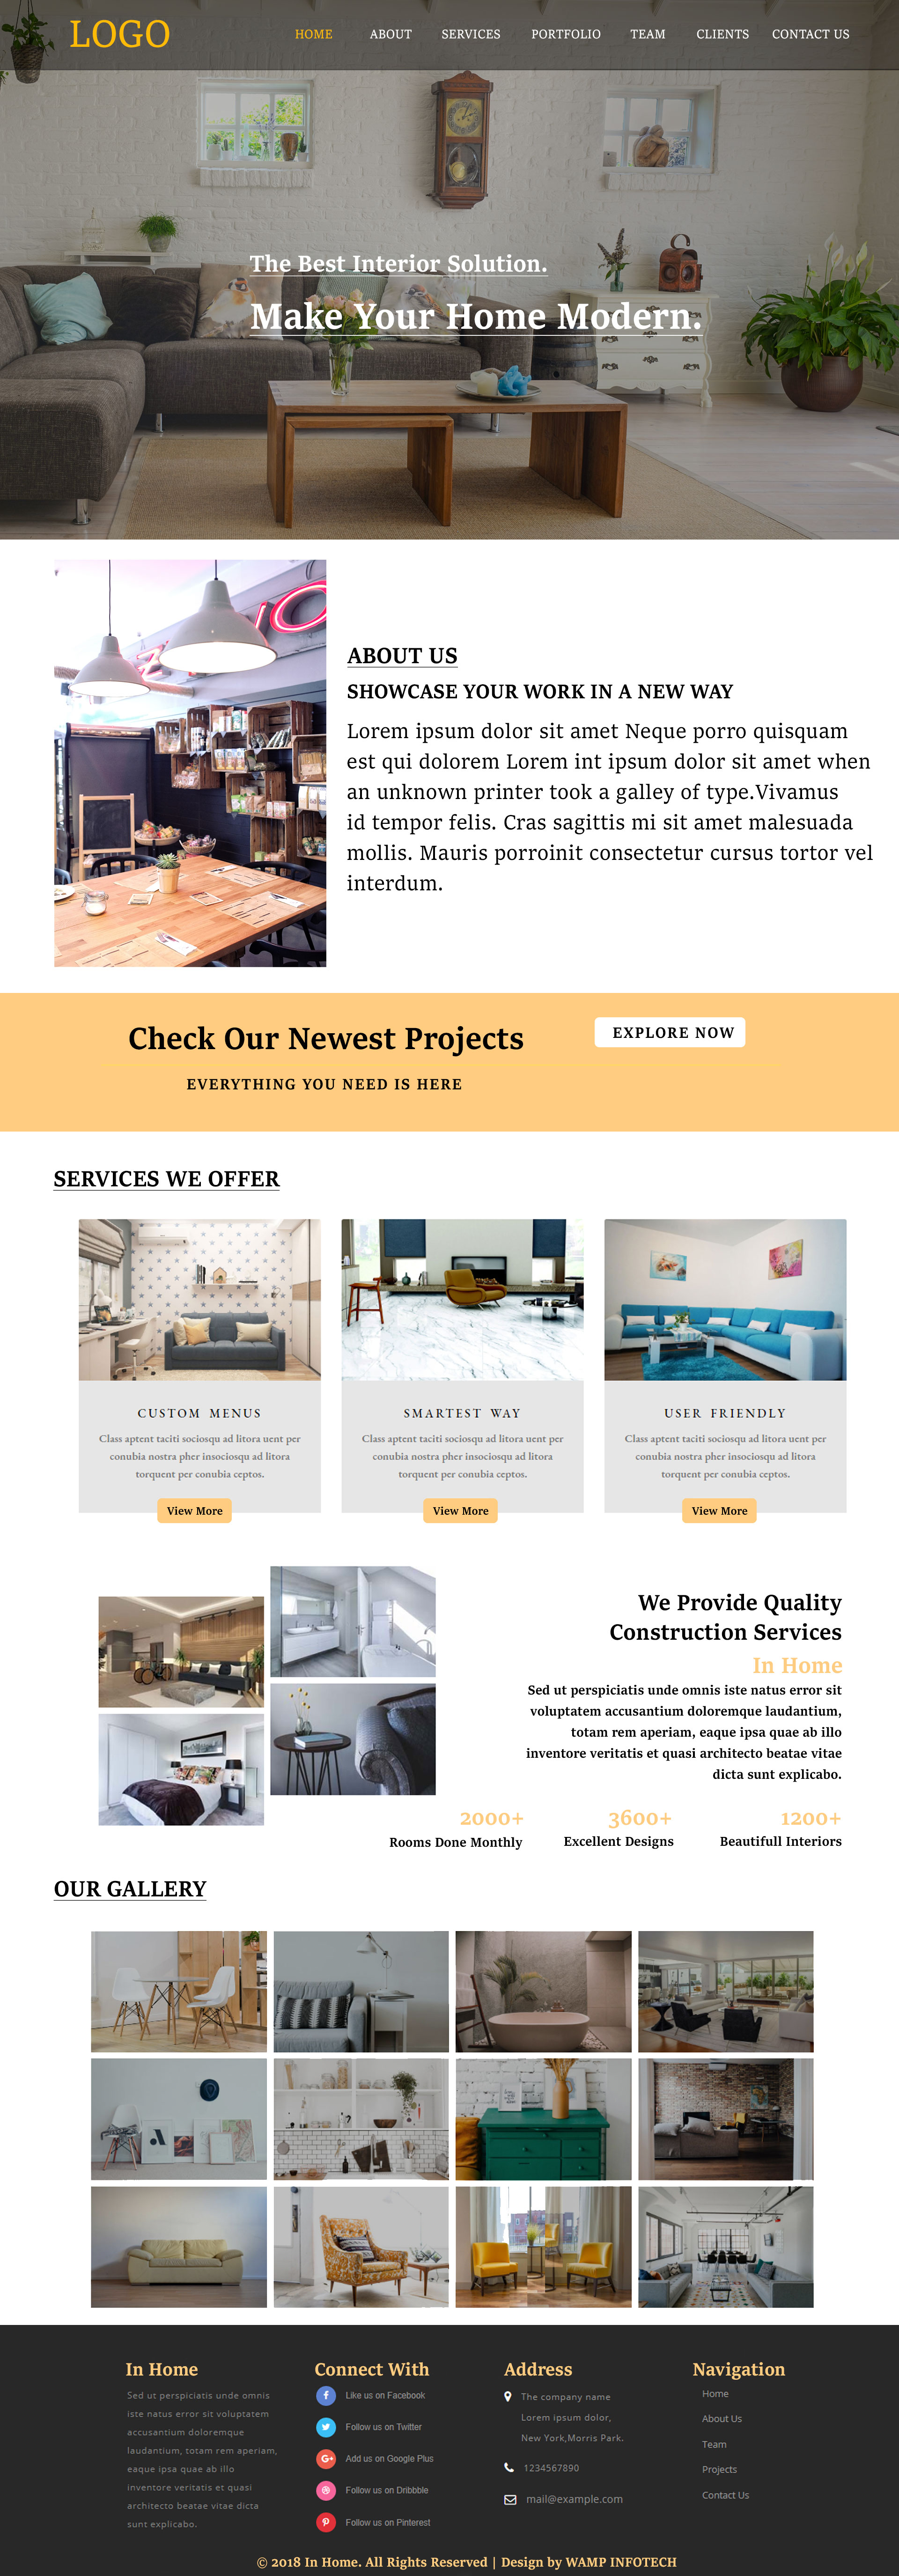 LOGO
HOME ABOUT SERVICES PORTFOLIO TEAM CLIENTS CONTACT US
The Best Interior Solution.
Make Your Home Modern.
ABOUT US
SHOWCASE YOUR WORK IN A NEW WAY
Lorem ipsum dolor sit amet Neque porro quisquam
est qui dolorem Lorem int ipsum dolor sit amet when
an unknown printer took a galley of type.Vivamus
id tempor felis. Cras sagittis mi sit amet malesuada
mollis. Mauris porroinit consectetur cursus tortor vel
interdum.
Check Our Newest Projects
EXPLORE NOW
EVERYTHING YOU NEED IS HERE
SERVICES WE OFFER
CUSTOM MENUS
Class aptent taciti sociosqu ad litora uent per
conubia nostra pher insociosqu ad litora
torquent per conubia ceptos.
View More
SMARTEST WAY
Class aptent taciti sociosqu ad litora uent per
conubia nostra pher insociosqu ad litora
torquent per conubia ceptos.
View More
USER FRIENDLY
Class aptent taciti sociosqu ad litora uent per
conubia nostra pher insociosqu ad litora
torquent per conubia ceptos.
View More
We Provide Quality
Construction Services
In Home
Sed ut perspiciatis unde omnis iste natus error sit
voluptatem accusantium doloremque laudantium,
totam rem aperiam, eaque ipsa quae ab illo
inventore veritatis et quasi architecto beatae vitae
dicta sunt explicabo.
2000+
Rooms Done Monthly
3600+
Excellent Designs
1200+
Beautifull Interiors
OUR GALLERY
In Home
Sed ut perspiciatis unde omnis
iste natus error sit voluptatem
accusantium doloremque
laudantium, totam rem aperiam,
eaque ipsa quae ab illo
inventore veritatis et quasi
architecto beatae vitae dicta
sunt explicabo.
Connect With
Like us on Facebook
Follow us on Twitter
Add us on Google Plus
Follow us on Dribbble
Follow us on Pinterest
Address
The company name
Lorem ipsum dolor,
New York,Morris Park.
1234567890
mail@example.com
Navigation
Home
About Us
Team
Projects
Contact Us
© 2018 In Home. All Rights Reserved | Design by WAMP INFOTECH